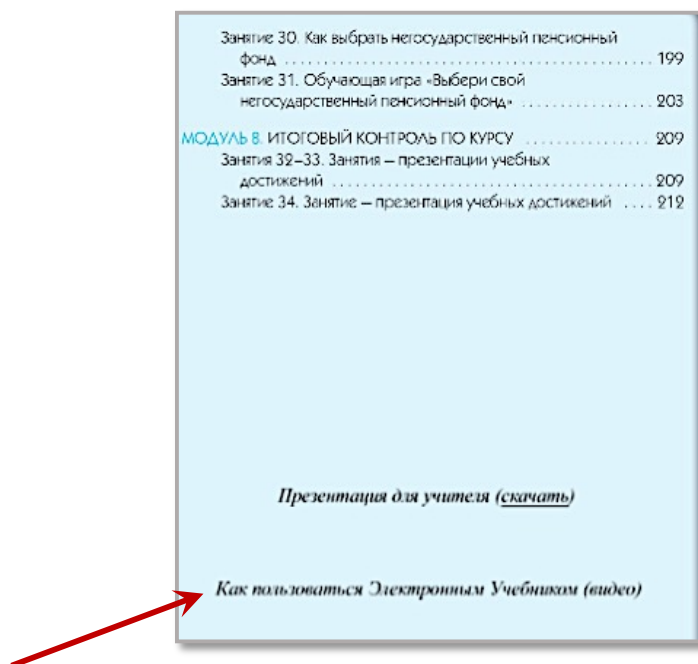 Занятие 30. Как выбрать негосударственный пенсионный
фонд ................................................ 199
Занятие 31. Обучающая игра «Выбери свой
негосударственный пенсионный фонд» ................. 203
МОДУЛЬ 8. ИТОГОВЫЙ КОНТРОЛЬ ПО КУРСУ ................ 209
Занятия 32–33. Занятия — презентации учебных
достижений .......................................... 209
Занятие 34. Занятие — презентация учебных достижений .... 212
Презентация для учителя (скачать)
Как пользоваться Электронным Учебником (видео)